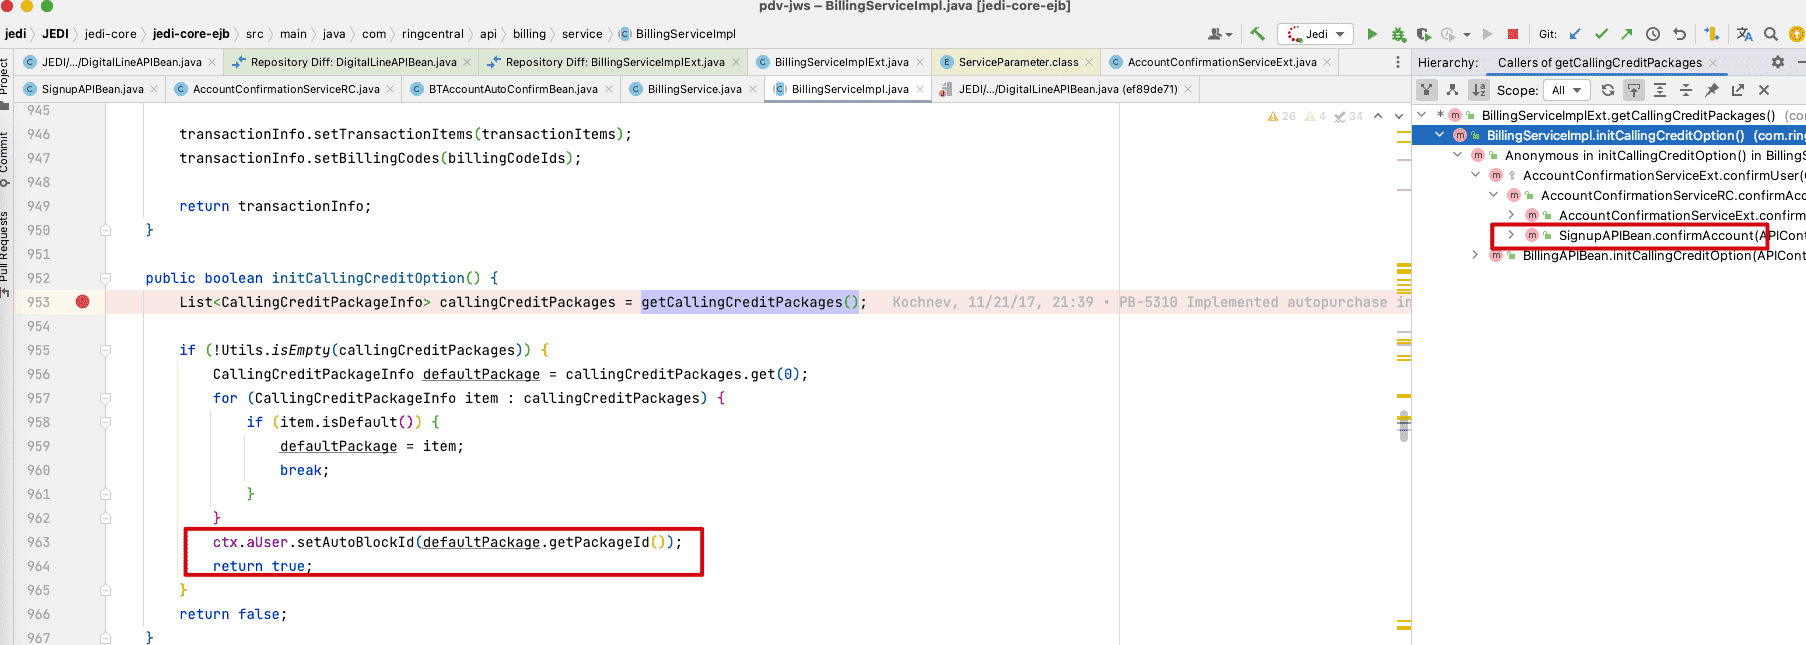 pdv-jws – BillingServiceImpl.java [jedi-core-ejb]
jedi JEDI jedi-core jedi-core-ejb src main java com ringcentral api billing service BillingServiceImpl Jedi Git:
JEDI/.../DigitalLineAPIBean.java Repository Diff: DigitalLineAPIBean.java Repository Diff: BillingServiceImplExt.java BillingServiceImplExt.java ServiceParameter.class AccountConfirmationServiceExt.java
SignupAPIBean.java AccountConfirmationServiceRC.java BTAccountAutoConfirmBean.java BillingService.java BillingServiceImpl.java JEDI/.../DigitalLineAPIBean.java (ef89de71)
Project
Commit
Pull Requests
26 4 34
945
946 transactionInfo.setTransactionItems(transactionItems);
947 transactionInfo.setBillingCodes(billingCodeIds);
948
949 return transactionInfo;
950 }
951
952 public boolean initCallingCreditOption() {
953 List<CallingCreditPackageInfo> callingCreditPackages = getCallingCreditPackages(); Kochnev, 11/21/17, 21:39 • PB-5310 Implemented autopurchase in
954
955 if (!Utils.isEmpty(callingCreditPackages)) {
956 CallingCreditPackageInfo defaultPackage = callingCreditPackages.get(0);
957 for (CallingCreditPackageInfo item : callingCreditPackages) {
958 if (item.isDefault()) {
959 defaultPackage = item;
960 break;
961 }
962 }
963 ctx.aUser.setAutoBlockId(defaultPackage.getPackageId());
964 return true;
965 }
966 return false;
967 }
Hierarchy: Callers of getCallingCreditPackages
Scope: All
* BillingServiceImplExt.getCallingCreditPackages() (co
BillingServiceImpl.initCallingCreditOption() (com.ring
Anonymous in initCallingCreditOption() in BillingS
AccountConfirmationServiceExt.confirmUser(
AccountConfirmationServiceRC.confirmAcc
AccountConfirmationServiceExt.confirm
SignupAPIBean.confirmAccount(APICont
BillingAPIBean.initCallingCreditOption(APICont